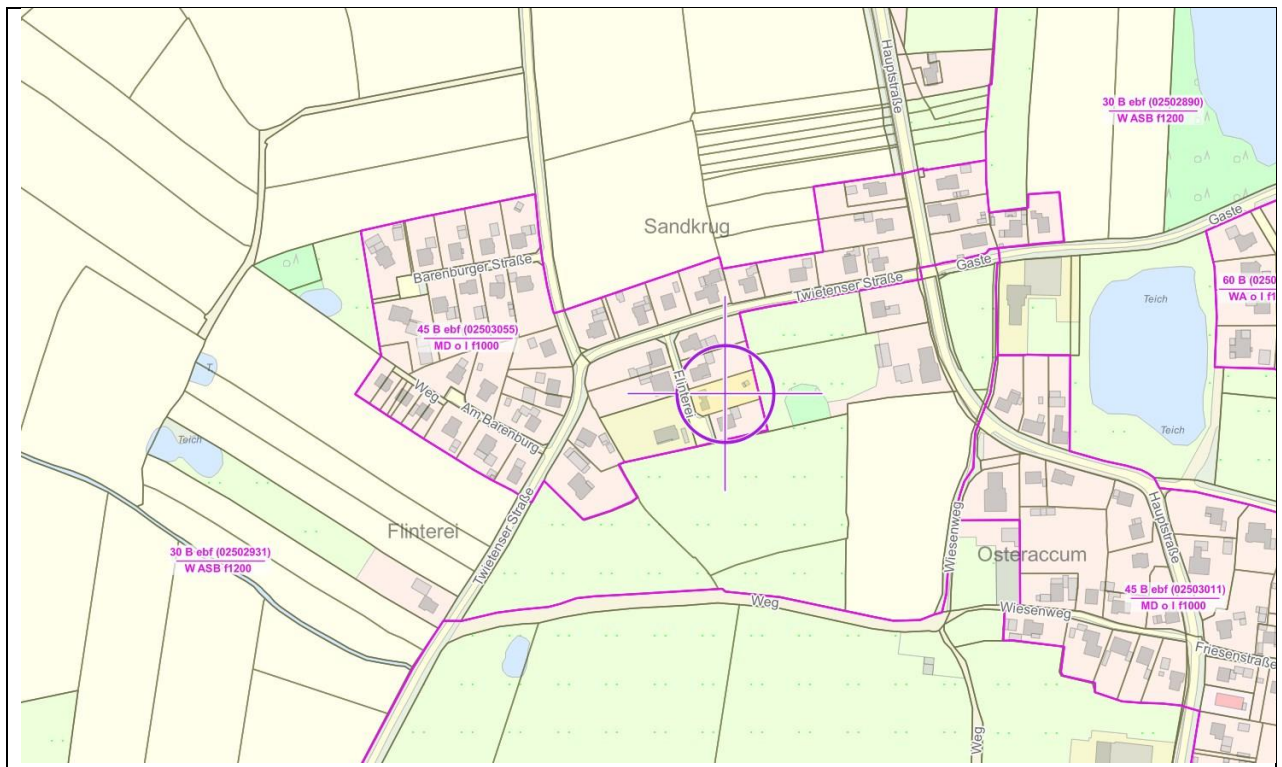 Hauptstraße
30 B ebf (02502890)
W ASB f1200
Sandkrug
Gaste
Barenburger Straße
Gaste
Twietenser Straße
60 B (0250
WA o I f1
Teich
45 B ebf (02503055)
MD o I f1000
T
Weg
Flinterei
Am Barenburg
Teich
Teich
Twietenser Straße
Flinterei
Hauptstraße
30 B ebf (02502931)
W ASB f1200
Wiesenweg
Osteraccum
45 B ebf (02503011)
MD o I f1000
Weg
Wiesenweg
Friesenstraße
Weg